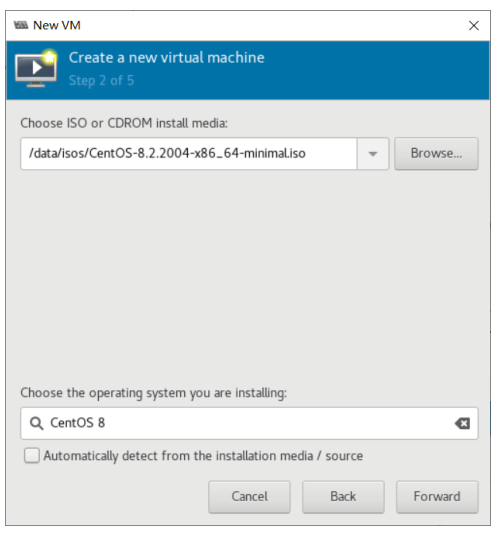 New VM
Create a new virtual machine
Step 2 of 5
Choose ISO or CDROM install media:
/data/isos/CentOS-8.2.2004-x86_64-minimal.iso
Browse...
Choose the operating system you are installing:
CentOS 8
Automatically detect from the installation media / source
Cancel Back Forward